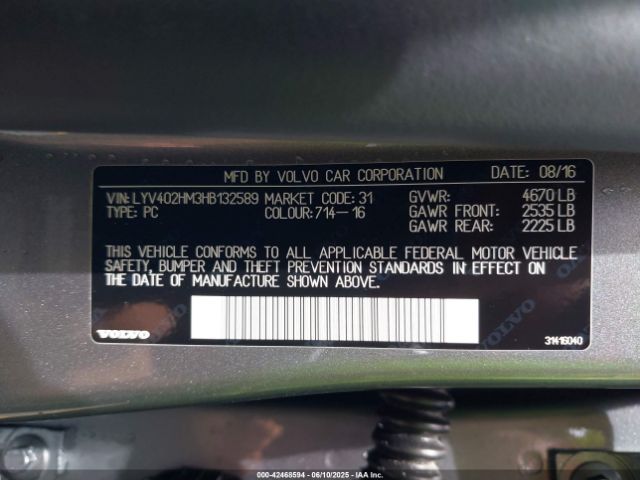 MFD BY VOLVO CAR CORPORATION DATE: 08/16
VIN: LYV402HM3HB132589 MARKET CODE: 31 GVWR: 4670 LB
TYPE: PC COLOUR: 714-16 GAWR FRONT: 2535 LB
GAWR REAR: 2225 LB
THIS VEHICLE CONFORMS TO ALL APPLICABLE FEDERAL MOTOR VEHICLE
SAFETY, BUMPER AND THEFT PREVENTION STANDARDS IN EFFECT ON
THE DATE OF MANUFACTURE SHOWN ABOVE.
VOLVO 31416040
00-42468594 - 06/10/2025 - IAAI.com